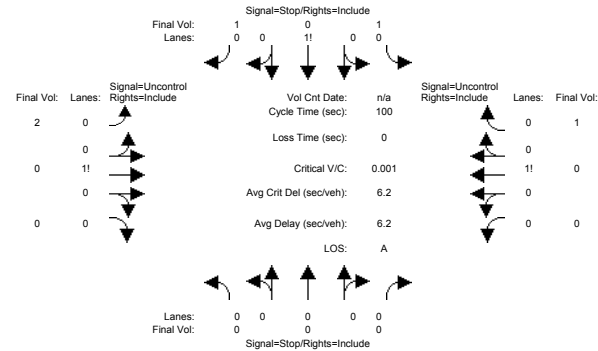 Signal=Stop/Rights=Include
Final Vol: 1 0 1
Lanes: 0 0 1! 0 0
Signal=Uncontrol
Final Vol: Lanes: Rights=Include
Vol Cnt Date: n/a
Signal=Uncontrol
Rights=Include Lanes: Final Vol:
Cycle Time (sec): 100
2 0
0 1
Loss Time (sec): 0
0
0
0 1!
Critical V/C: 0.001
1! 0
0
Avg Crit Del (sec/veh): 6.2
0
0 0
Avg Delay (sec/veh): 6.2
0 0
LOS: A
Lanes: 0 0 0 0 0
Final Vol: 0 0 0
Signal=Stop/Rights=Include